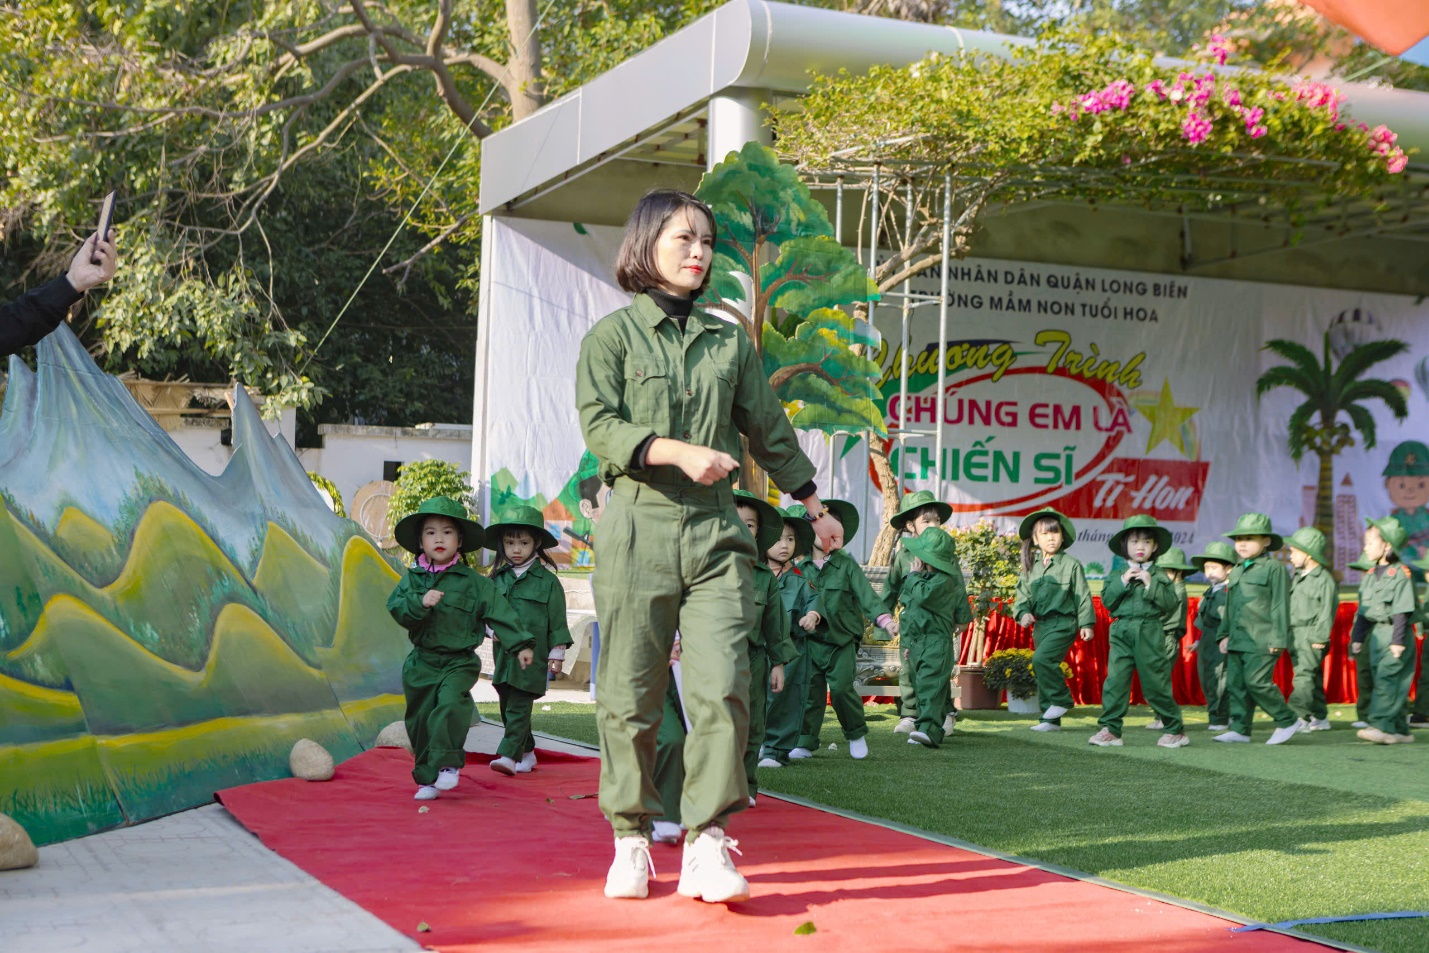 NHÂN DÂN QUẬN LONG BIÊN
MẦM NON TUỔI HOA
Chương Trình
CHÚNG EM LÀ
CHIẾN SĨ
Tí Hon